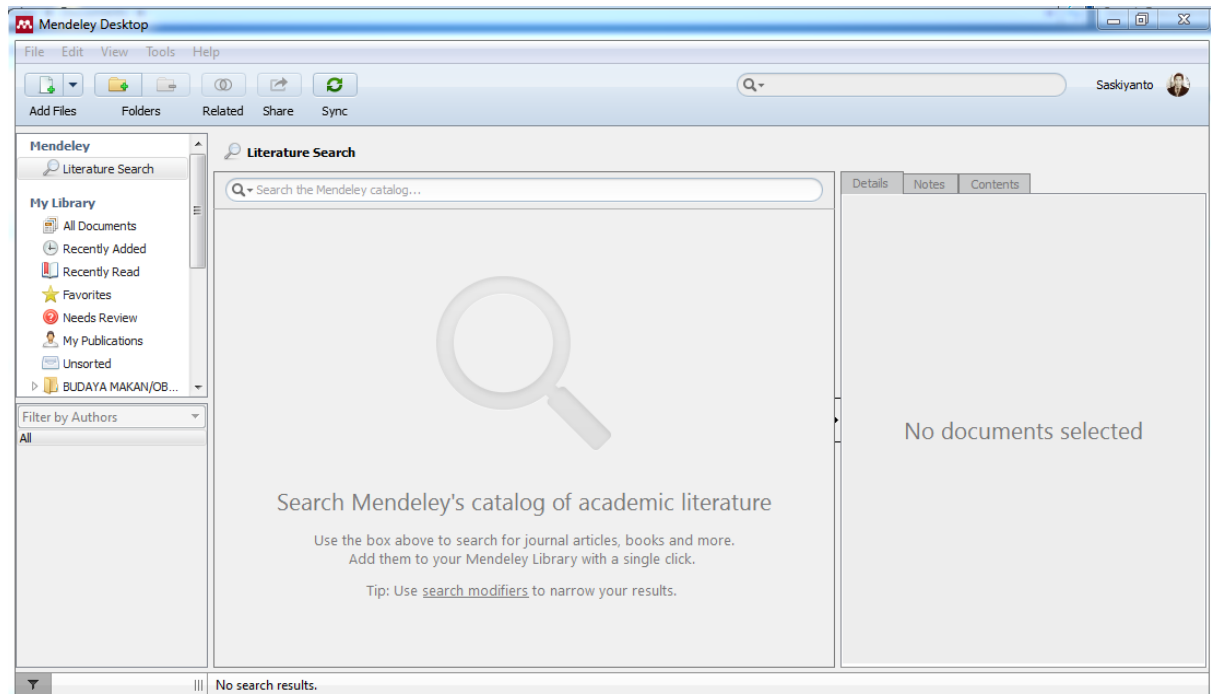 Mendeley Desktop
File Edit View Tools Help
Add Files Folders Related Share Sync
Saskiyanto
Mendeley
Literature Search
My Library
All Documents
Recently Added
Recently Read
Favorites
Needs Review
My Publications
Unsorted
BUDAYA MAKAN/OB...
Filter by Authors
All
Literature Search
Search the Mendeley catalog...
Search Mendeley's catalog of academic literature
Use the box above to search for journal articles, books and more.
Add them to your Mendeley Library with a single click.
Tip: Use search modifiers to narrow your results.
Details Notes Contents
No documents selected
No search results.